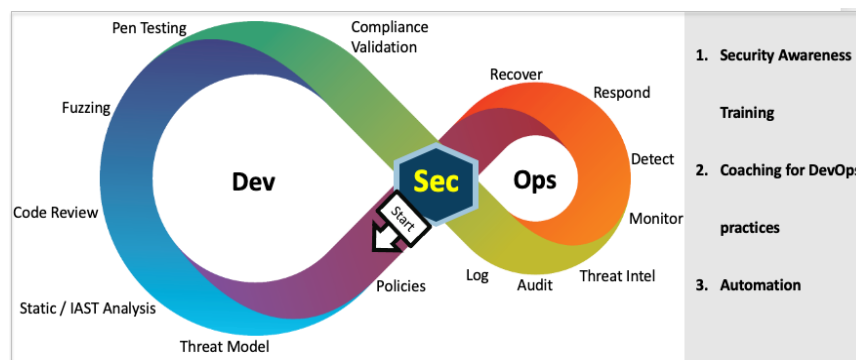 Pen Testing
Compliance
Validation
Fuzzing
Code Review
Static / IAST Analysis
Threat Model
Policies
Dev
Sec
Start
Ops
Recover
Respond
Detect
Monitor
Threat Intel
Audit
Log
1. Security Awareness
Training
2. Coaching for DevOps
practices
3. Automation